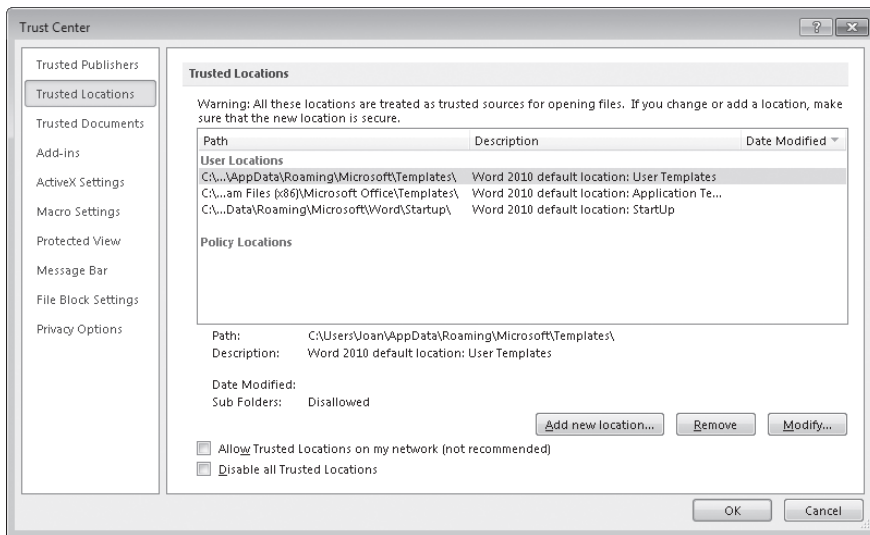 Trust Center
Trusted Publishers
Trusted Locations
Trusted Documents
Add-ins
ActiveX Settings
Macro Settings
Protected View
Message Bar
File Block Settings
Privacy Options
Trusted Locations
Warning: All these locations are treated as trusted sources for opening files. If you change or add a location, make
sure that the new location is secure.
Path Description Date Modified
User Locations
C:\...\AppData\Roaming\Microsoft\Templates\ Word 2010 default location: User Templates
C:\...am Files (x86)\Microsoft Office\Templates\ Word 2010 default location: Application Te...
C:\...Data\Roaming\Microsoft\Word\Startup\ Word 2010 default location: StartUp
Policy Locations
Path: C:\Users\Joan\AppData\Roaming\Microsoft\Templates\
Description: Word 2010 default location: User Templates
Date Modified:
Sub Folders: Disallowed
Add new location... Remove Modify...
Allow Trusted Locations on my network (not recommended)
Disable all Trusted Locations
OK Cancel